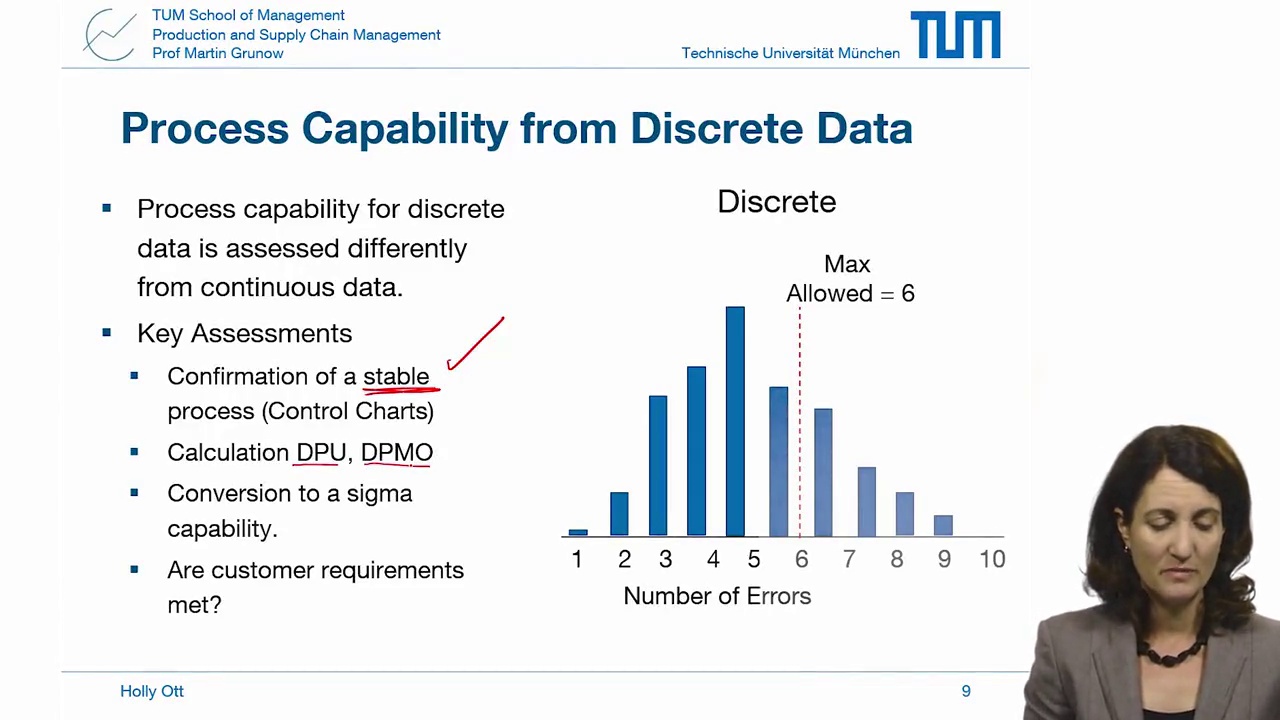 TUM School of Management
Production and Supply Chain Management
Prof Martin Grunow
Technische Universität München
TUM
Process Capability from Discrete Data
Process capability for discrete
data is assessed differently
from continuous data.
Key Assessments
Confirmation of a stable
process (Control Charts)
Calculation DPU, DPMO
Conversion to a sigma
capability.
Are customer requirements
met?
Discrete
Max
Allowed = 6
1 2 3 4 5 6 7 8 9 10
Number of Errors
Holly Ott
9